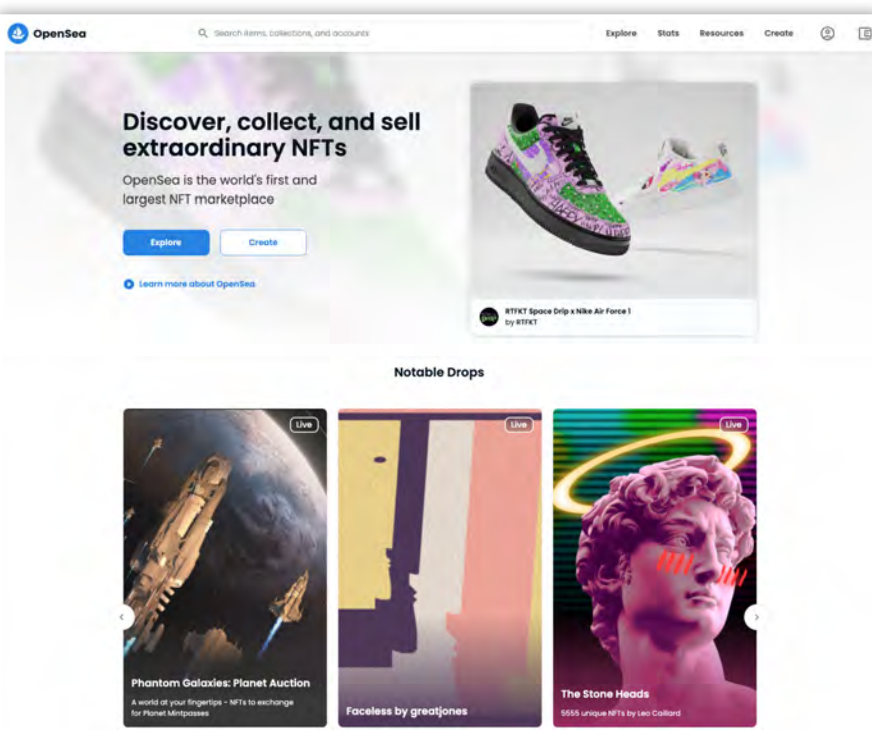 OpenSea
Search items, collections, and accounts
Explore
Stats
Resources
Create
Discover, collect, and sell
extraordinary NFTs
OpenSea is the world's first and
largest NFT marketplace
Explore
Create
Learn more about OpenSea
RTFKT Space Drip x Nike Air Force 1
by RTFKT
Notable Drops
Live
Live
Live
Phantom Galaxies: Planet Auction
A world at your fingertips - NFTs to exchange
for Planet Mintpasses
Faceless by greatjones
The Stone Heads
5555 unique NFTs by Leo Caillard